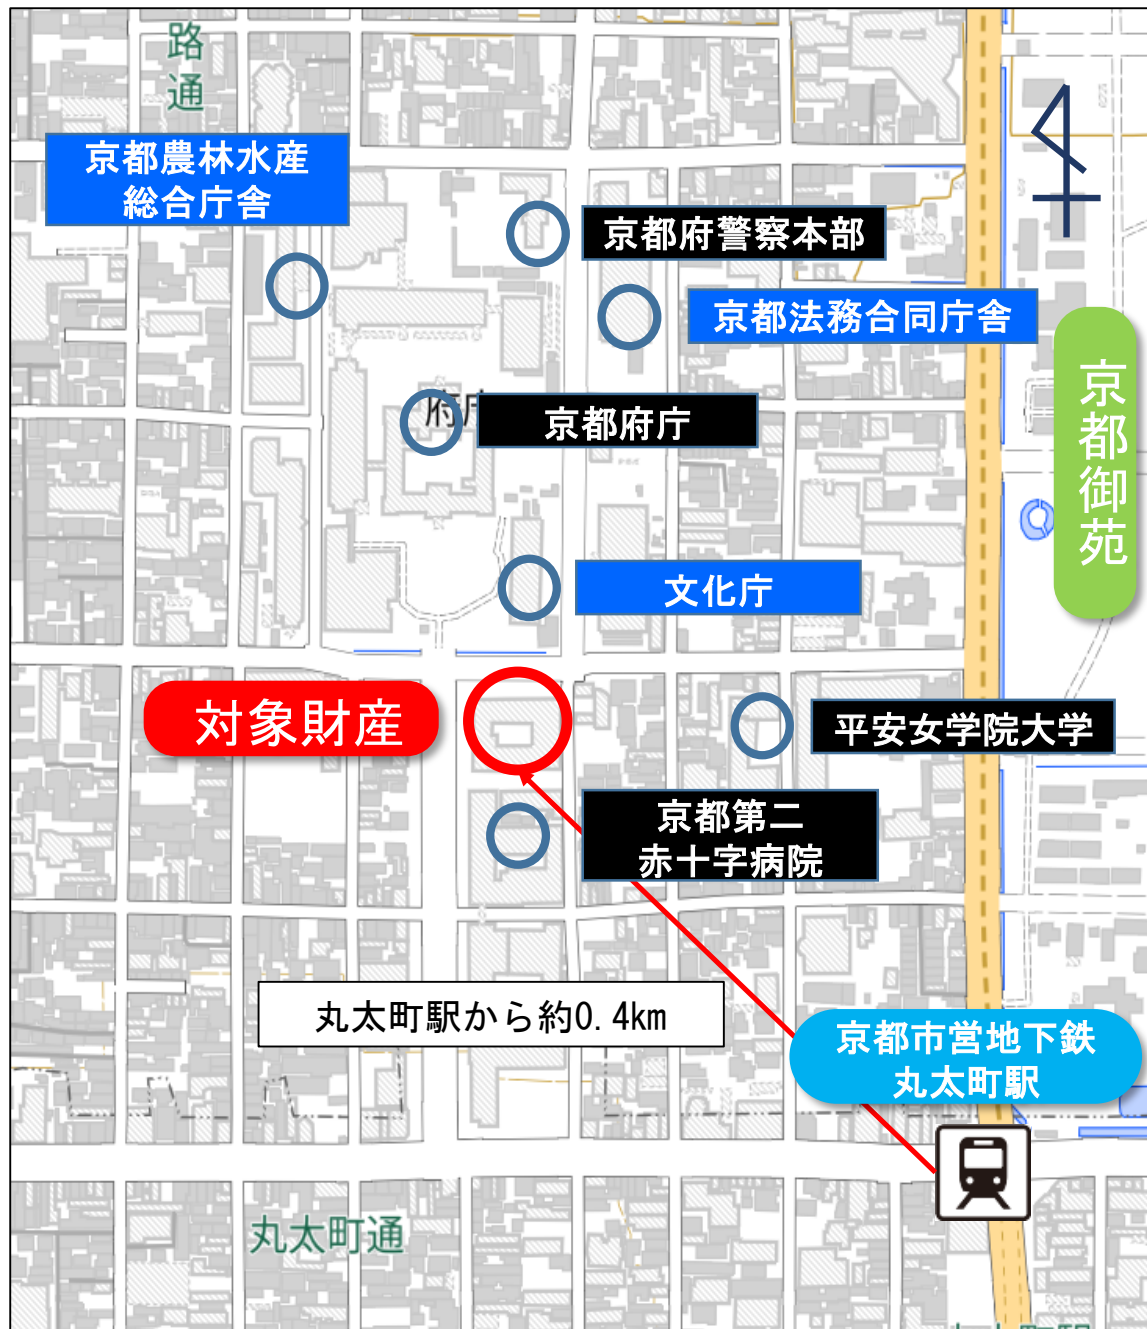 路
通
京都農林水産
総合庁舎
京都府警察本部
京都法務合同庁舎
京都御苑
府庁
京都府庁
文化庁
対象財産
平安女学院大学
京都第二
赤十字病院
丸太町駅から約0.4km
京都市営地下鉄
丸太町駅
丸太町通